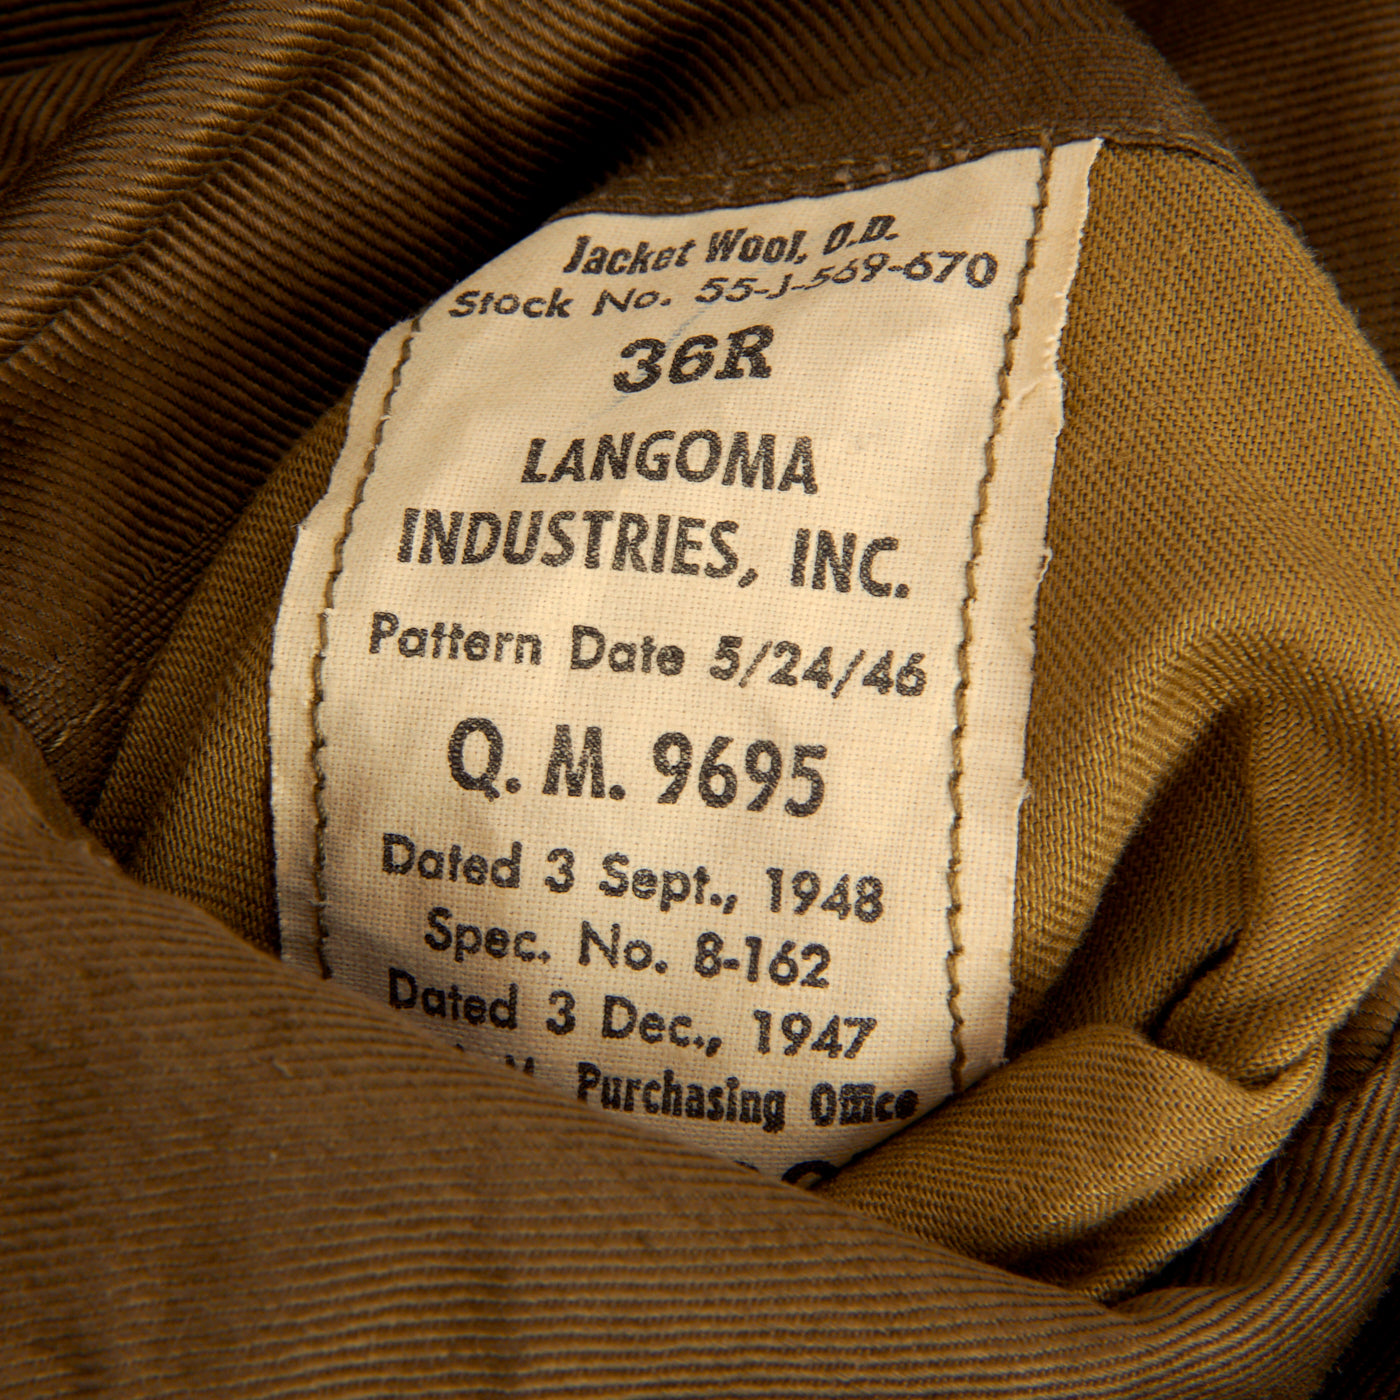 Jacket Wool, O.D.
Stock No. 55-J-569-670
36R
LANGOMA
INDUSTRIES, INC.
Pattern Date 5/24/46
Q. M. 9695
Dated 3 Sept., 1948
Spec. No. 8-162
Dated 3 Dec., 1947
Purchasing Office